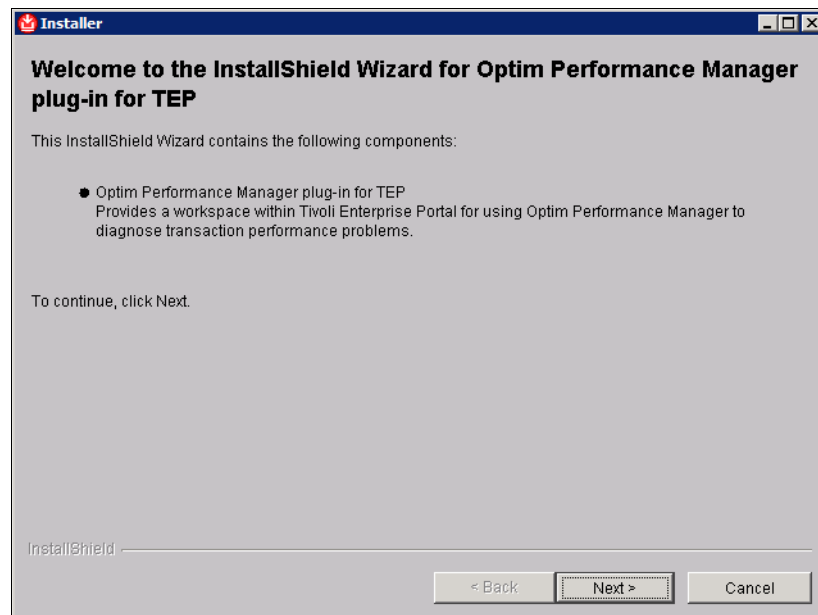 Installer
Welcome to the InstallShield Wizard for Optim Performance Manager
plug-in for TEP
This InstallShield Wizard contains the following components:
Optim Performance Manager plug-in for TEP
Provides a workspace within Tivoli Enterprise Portal for using Optim Performance Manager to
diagnose transaction performance problems.
To continue, click Next.
InstallShield
< Back Next > Cancel